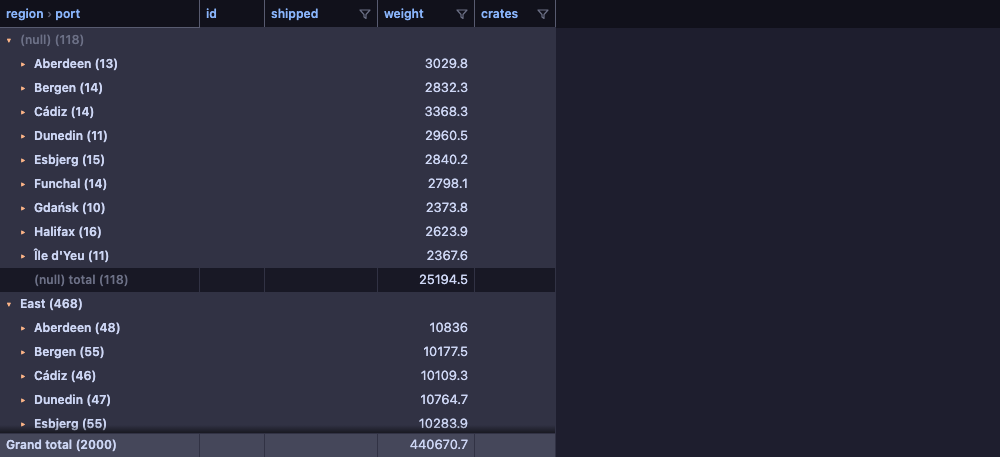 region › port id shipped weight crates
(null) (118)
Aberdeen (13) 3029.8
Bergen (14) 2832.3
Cádiz (14) 3368.3
Dunedin (11) 2960.5
Esbjerg (15) 2840.2
Funchal (14) 2798.1
Gdańsk (10) 2373.8
Halifax (16) 2623.9
Île d'Yeu (11) 2367.6
(null) total (118) 25194.5
East (468)
Aberdeen (48) 10836
Bergen (55) 10177.5
Cádiz (46) 10109.3
Dunedin (47) 10764.7
Esbjerg (55) 10283.9
Grand total (2000) 440670.7